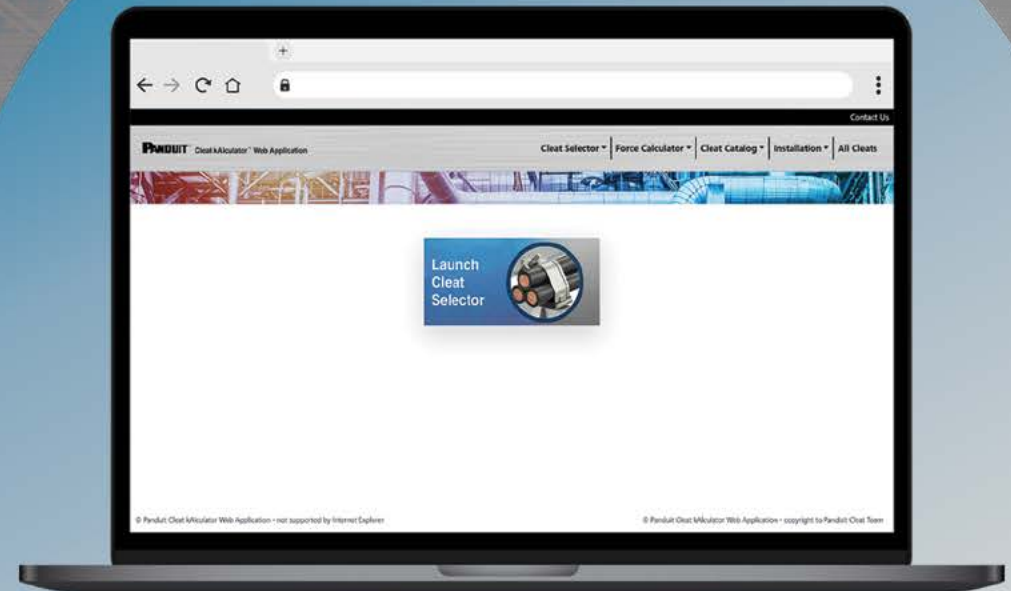 Contact Us
PANDUIT Cleat kAlculator™ Web Application
Cleat Selector Force Calculator Cleat Catalog Installation All Cleats
Launch
Cleat
Selector
© Panduit Cleat kAlculator Web Application - not supported by Internet Explorer
© Panduit Cleat kAlculator Web Application - copyright to Panduit Cleat Team